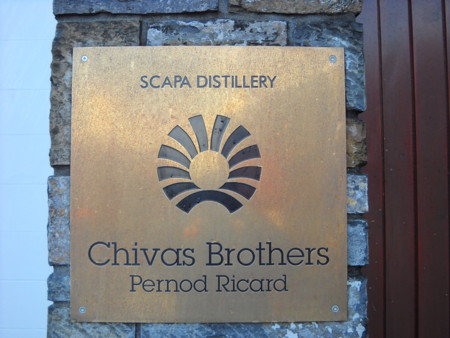 SCAPA DISTILLERY
Chivas Brothers
Pernod Ricard